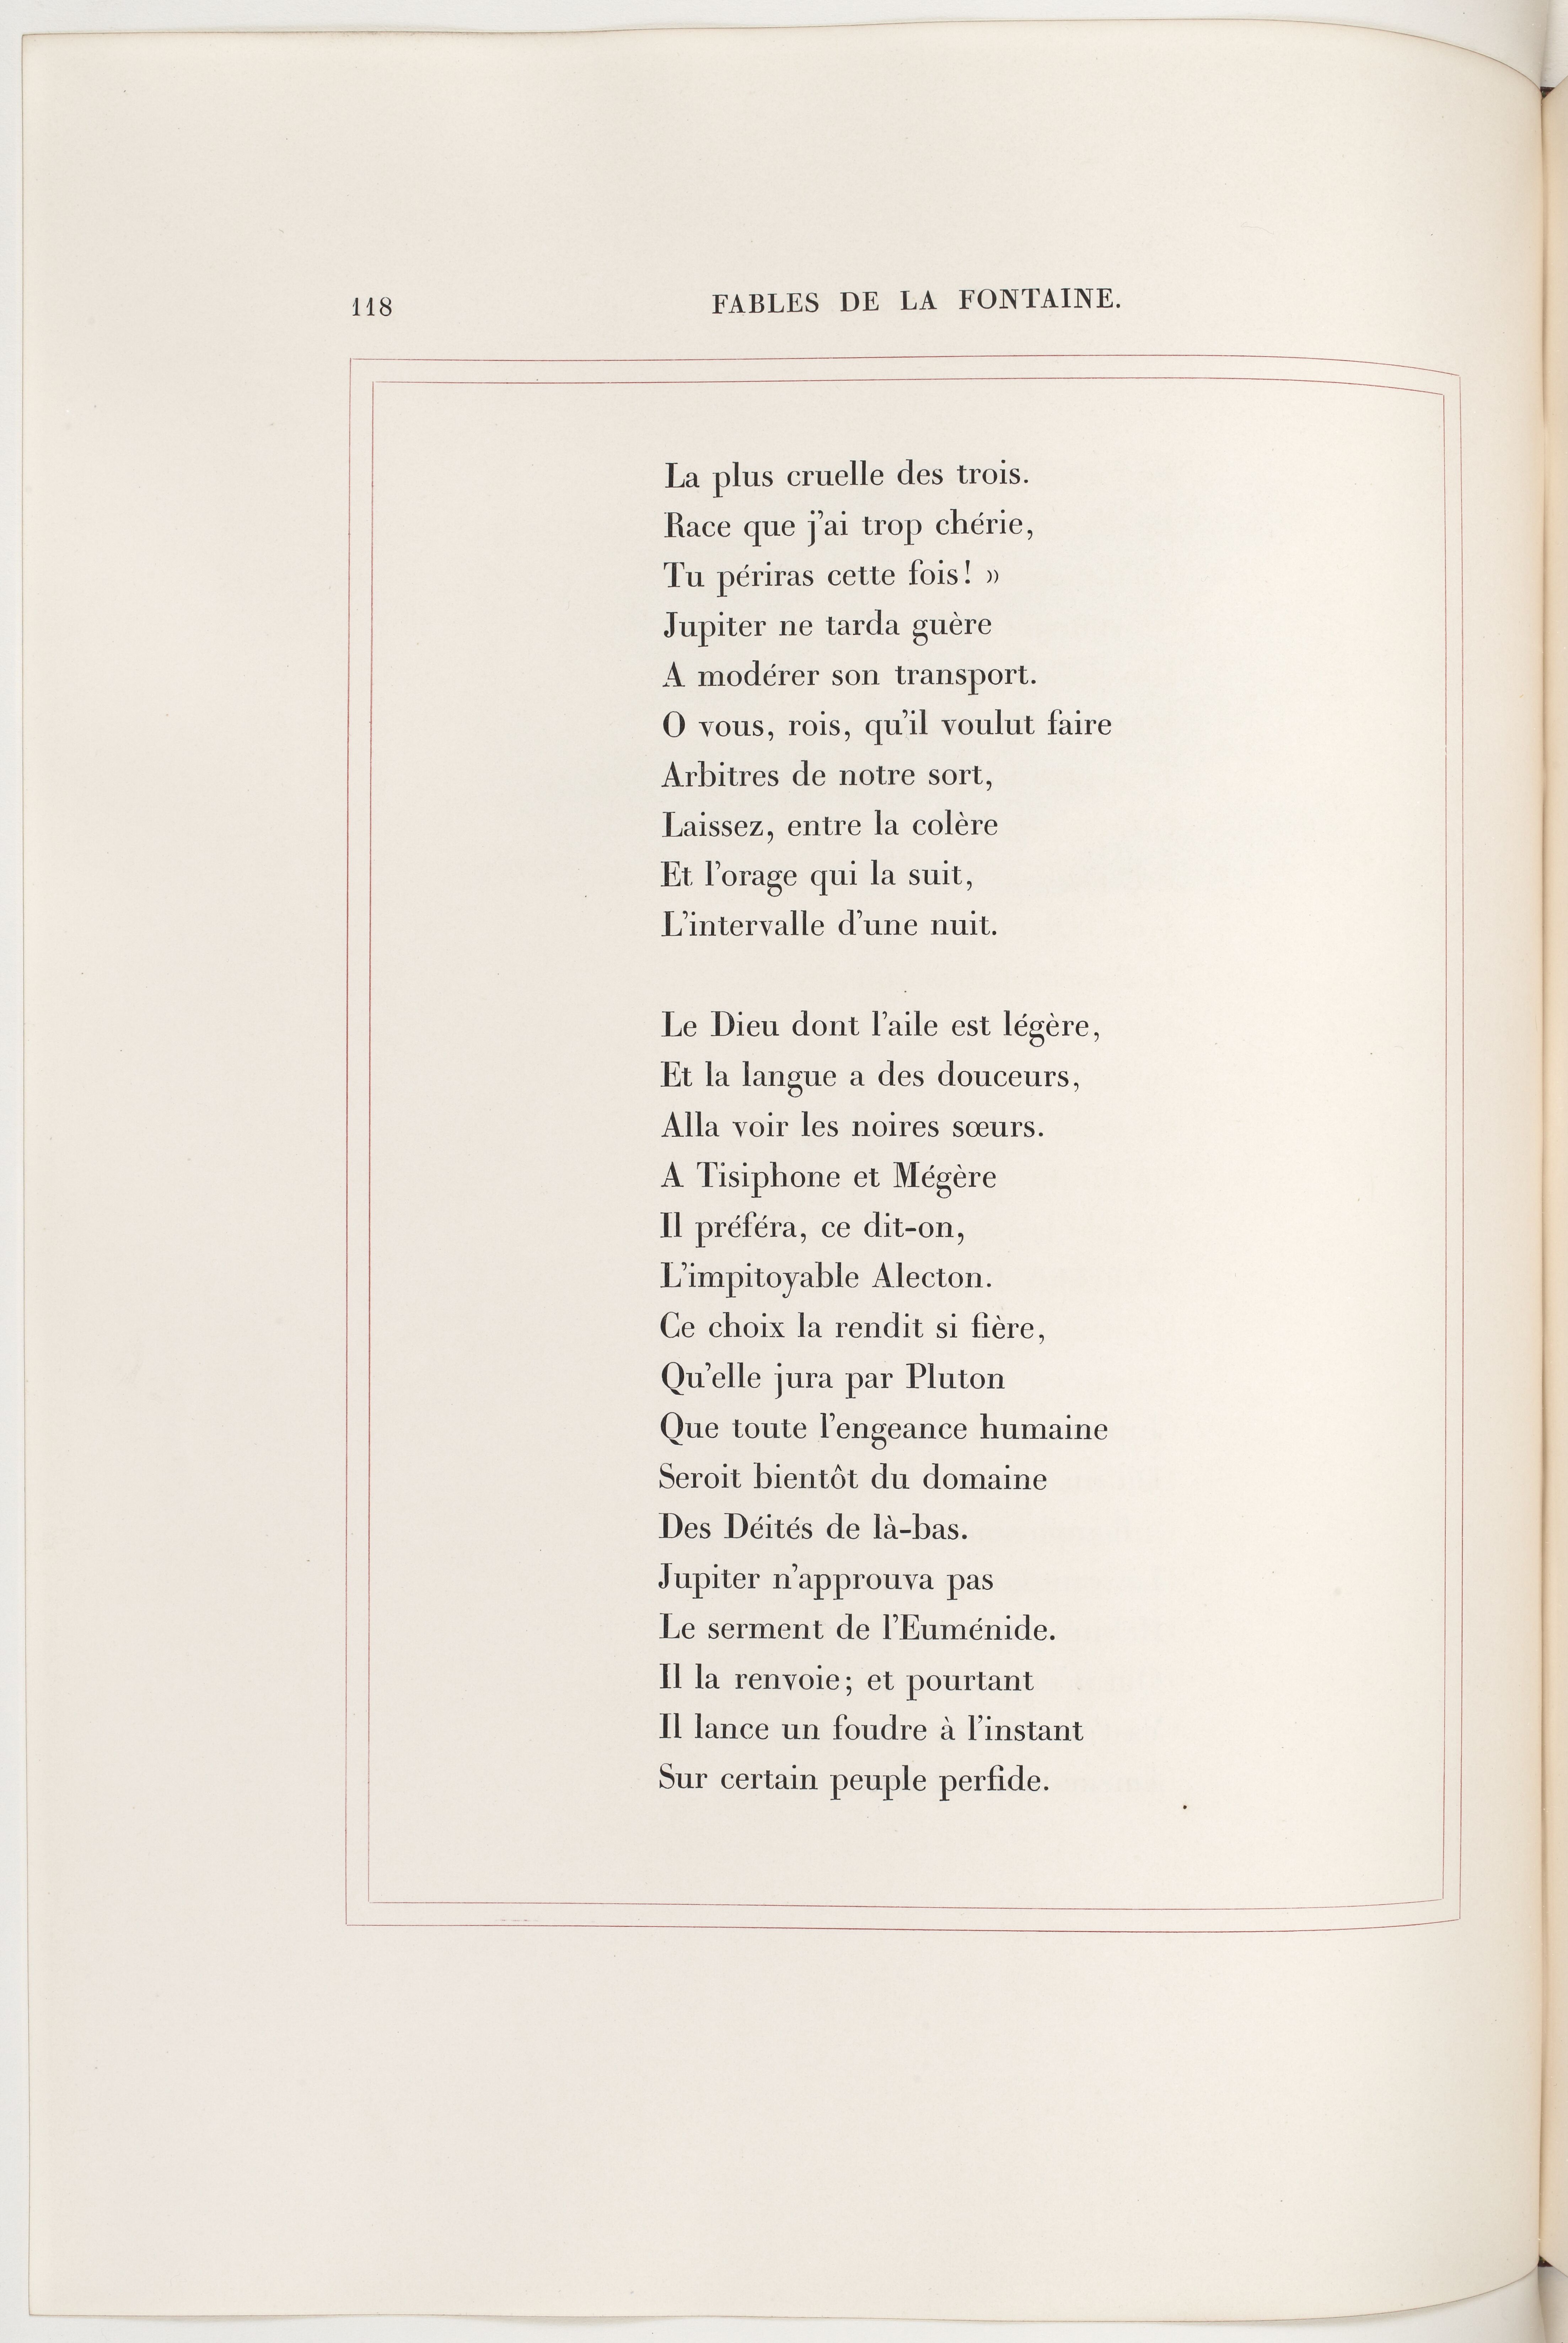 118
FABLES DE LA FONTAINE.
La plus cruelle des trois.
Race que j'ai trop chérie,
Tu périras cette fois! »
Jupiter ne tarda guère
A modérer son transport.
O vous, rois, qu'il voulut faire
Arbitres de notre sort,
Laissez, entre la colère
Et l'orage qui la suit,
L'intervalle d'une nuit.
Le Dieu dont l'aile est légère,
Et la langue a des douceurs,
Alla voir les noires sœurs.
A Tisiphone et Mégère
Il préféra, ce dit-on,
L'impitoyable Alecton.
Ce choix la rendit si fière,
Qu'elle jura par Pluton
Que toute l'engeance humaine
Seroit bientôt du domaine
Des Déités de là-bas.
Jupiter n'approuva pas
Le serment de l'Euménide.
Il la renvoie; et pourtant
Il lance un foudre à l'instant
Sur certain peuple perfide.